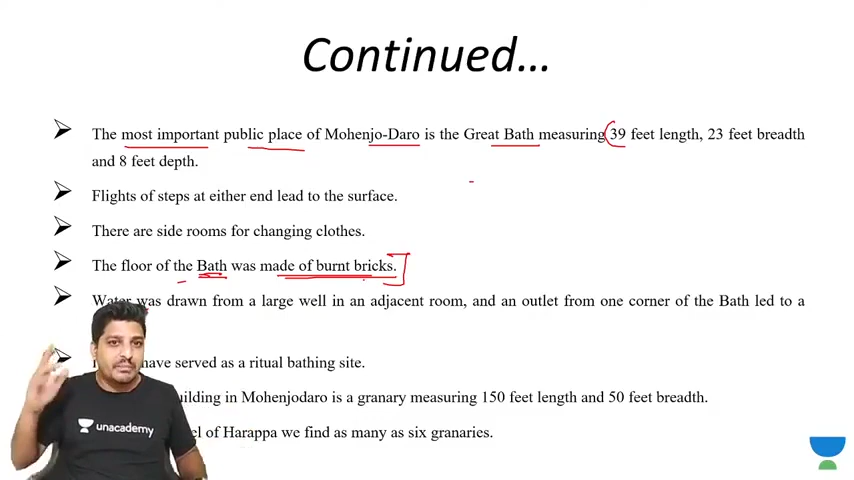 Continued...
The most important public place of Mohenjo-Daro is the Great Bath measuring 39 feet length, 23 feet breadth
and 8 feet depth.
Flights of steps at either end lead to the surface.
There are side rooms for changing clothes.
The floor of the Bath was made of burnt bricks.
Water was drawn from a large well in an adjacent room, and an outlet from one corner of the Bath led to a
have served as a ritual bathing site.
in Mohenjodaro is a granary measuring 150 feet length and 50 feet breadth.
of Harappa we find as many as six granaries.
unacademy